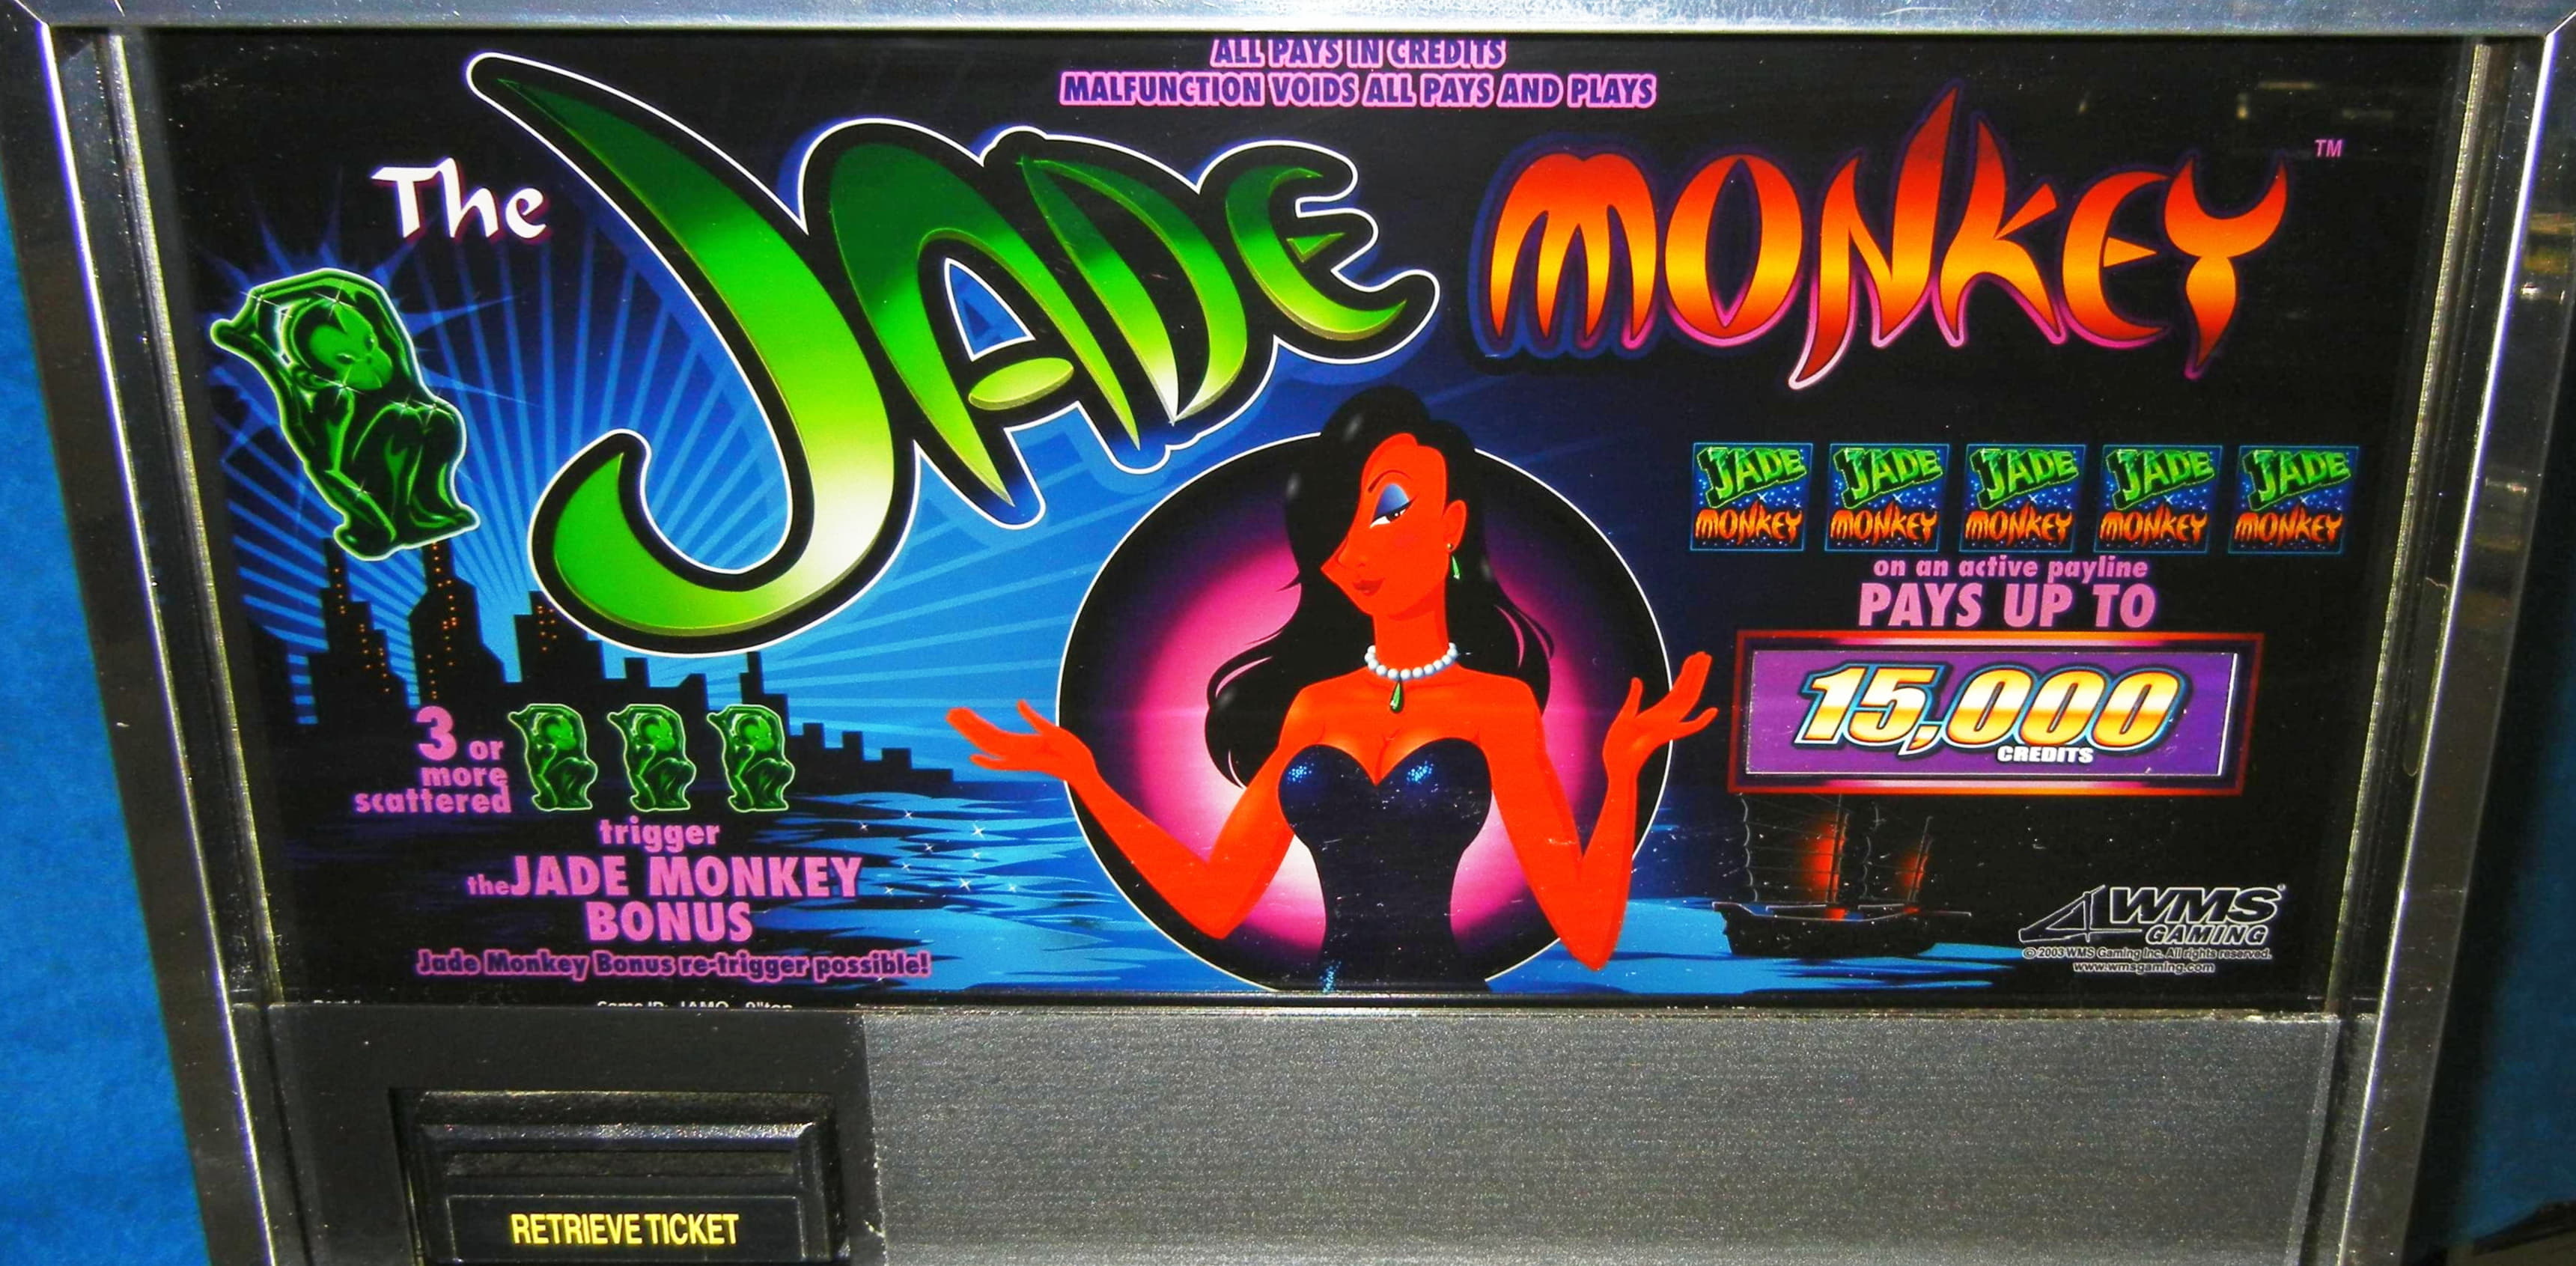 ALL PAYS IN CREDITS
MALFUNCTION VOIDS ALL PAYS AND PLAYS
The JADE MONKEY TM
JADE JADE JADE JADE JADE
MONKEY MONKEY MONKEY MONKEY MONKEY
on an active payline
PAYS UP TO
15,000
CREDITS
3 or
more
scattered
trigger
the JADE MONKEY
BONUS
Jade Monkey Bonus re-trigger possible!
WMS®
GAMING
© 2003 WMS Gaming Inc. All rights reserved.
www.wmsgaming.com
RETRIEVE TICKET